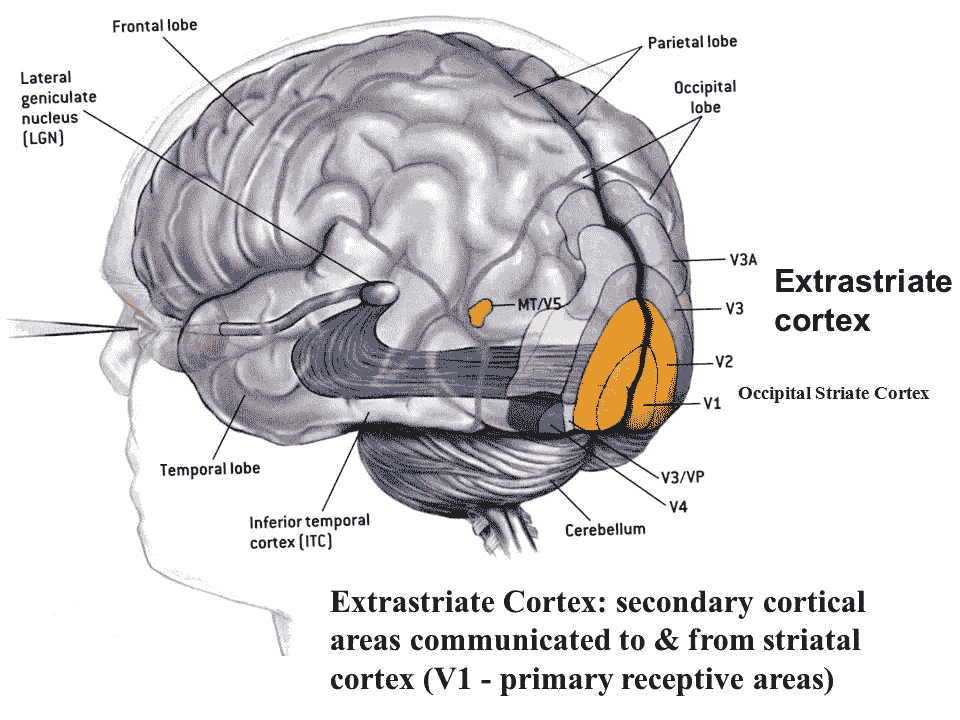 Frontal lobe
Parietal lobe
Lateral
geniculate
nucleus
(LGN)
Occipital
lobe
V3A
Extrastriate
cortex
MT/V5
V3
V2
V1
Occipital Striate Cortex
Temporal lobe
V3/VP
V4
Inferior temporal
cortex (ITC)
Cerebellum
Extrastriate Cortex: secondary cortical
areas communicated to & from striatal
cortex (V1 - primary receptive areas)